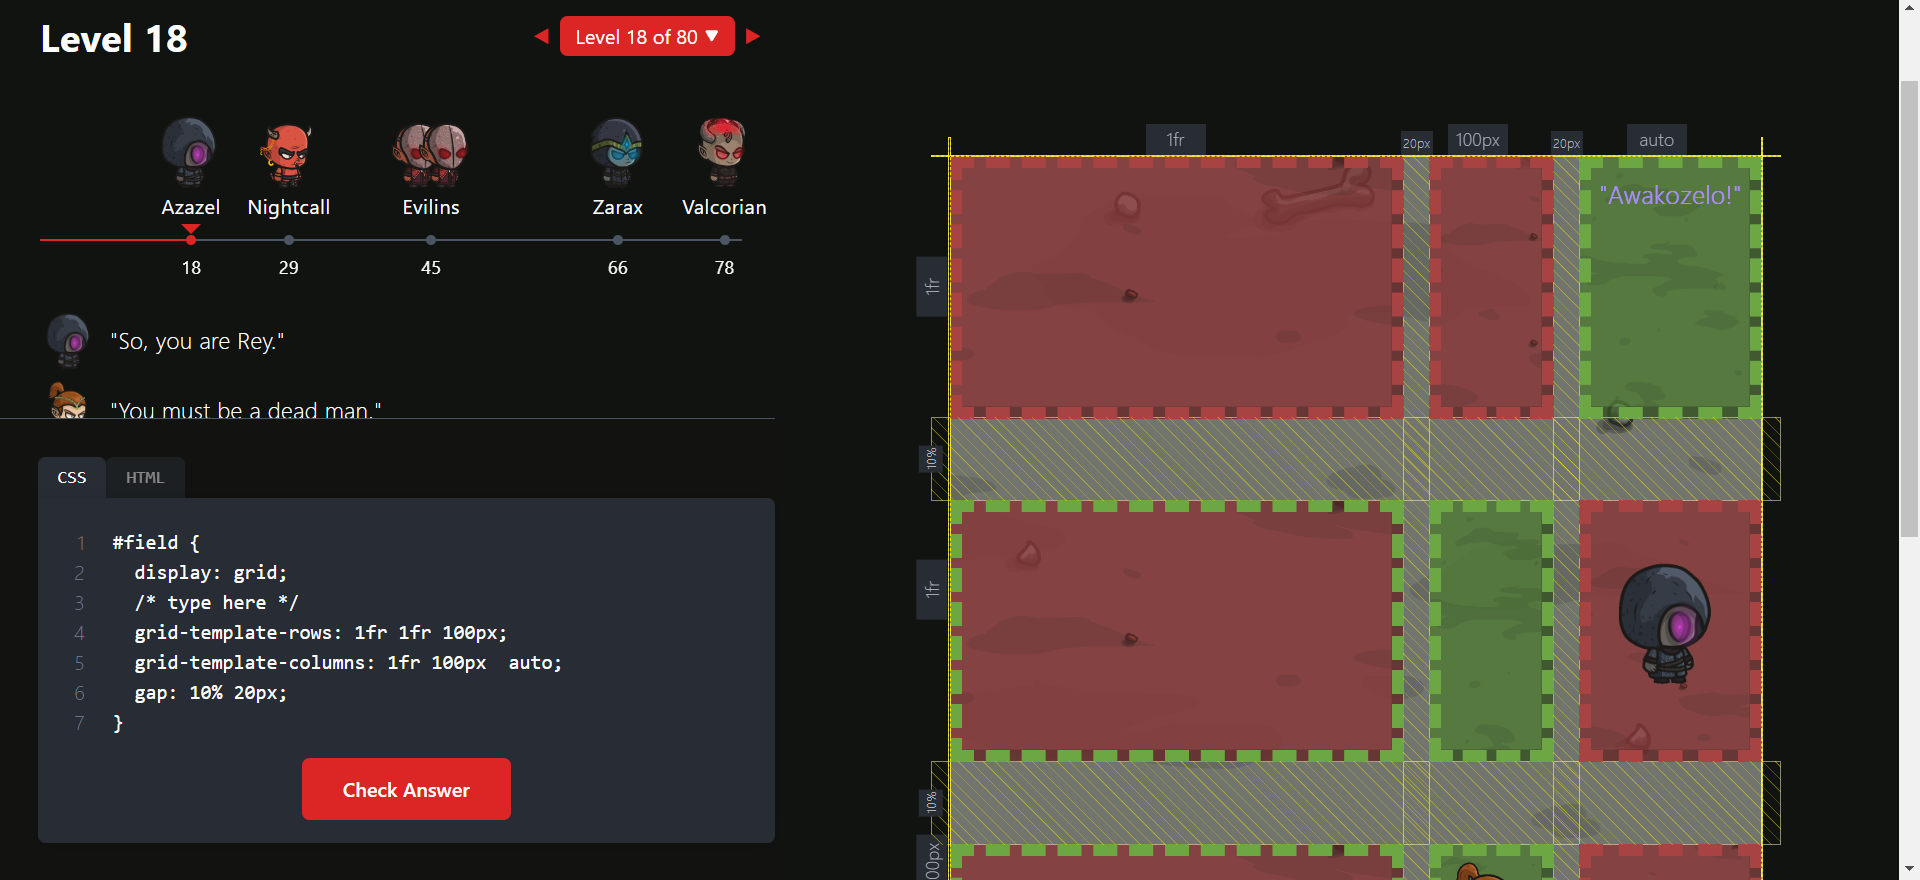 Level 18
Level 18 of 80 ▼
Azazel
Nightcall
Evilins
Zarax
Valcorian
18
29
45
66
78
"So, you are Rey."
"You must be a dead man."
CSS
HTML
1 #field {
2 display: grid;
3 /* type here */
4 grid-template-rows: 1fr 1fr 100px;
5 grid-template-columns: 1fr 100px  auto;
6 gap: 10% 20px;
7 }
Check Answer
1fr
20px
100px
20px
auto
"Awakozelo!"
1fr
10%
1fr
10%
00px